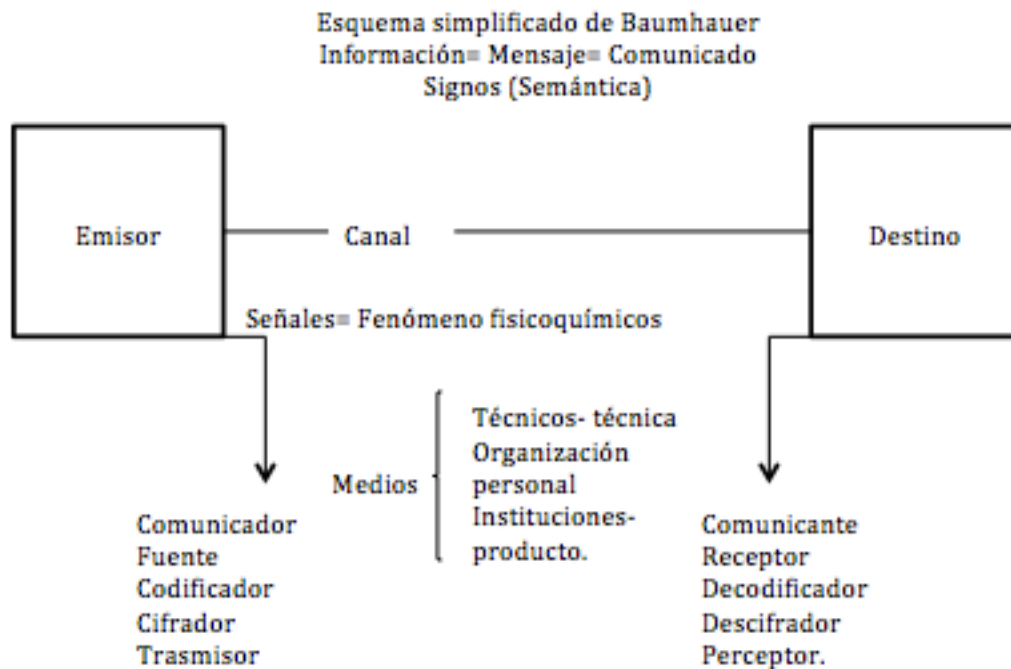 Esquema simplificado de Baumhauer
Información= Mensaje= Comunicado
Signos (Semántica)
Emisor
Canal
Destino
Señales= Fenómeno fisicoquímicos
Medios
Técnicos- técnica
Organización
personal
Instituciones-
producto.
Comunicador
Fuente
Codificador
Cifrador
Trasmisor
Comunicante
Receptor
Decodificador
Descifrador
Perceptor.